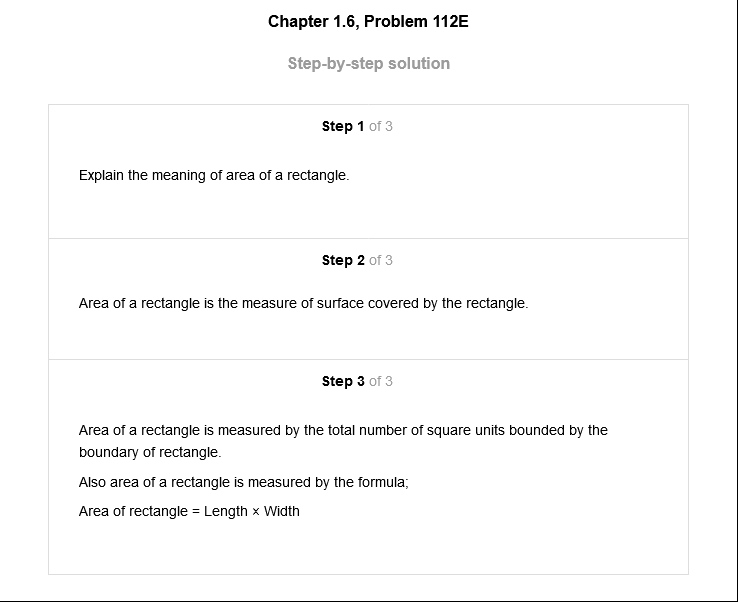 Chapter 1.6, Problem 112E
Step-by-step solution
Step 1 of 3
Explain the meaning of area of a rectangle.
Step 2 of 3
Area of a rectangle is the measure of surface covered by the rectangle.
Step 3 of 3
Area of a rectangle is measured by the total number of square units bounded by the
boundary of rectangle.
Also area of a rectangle is measured by the formula;
Area of rectangle = Length × Width